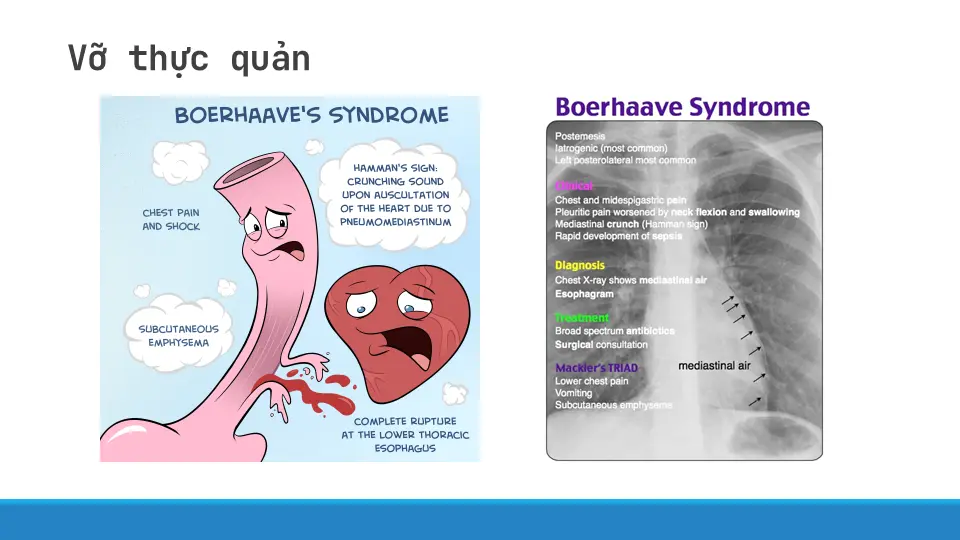 Vỡ thực quản
BOERHAAVE'S SYNDROME
HAMMAN'S SIGN:
CRUNCHING SOUND
UPON AUSCULTATION
OF THE HEART DUE TO
PNEUMOMEDIASTINUM
CHEST PAIN
AND SHOCK
SUBCUTANEOUS
EMPHYSEMA
COMPLETE RUPTURE
AT THE LOWER THORACIC
ESOPHAGUS
Boerhaave Syndrome
Postemesis
Iatrogenic (most common)
Left posterolateral most common
Clinical
Chest and midespigastric pain
Pleuritic pain worsened by neck flexion and swallowing
Mediastinal crunch (Hamman sign)
Rapid development of sepsis
Diagnosis
Chest X-ray shows mediastinal air
Esophagram
Treatment
Broad spectrum antibiotics
Surgical consultation
Mackler's TRIAD
Lower chest pain
Vomiting
Subcutaneous emphysema
mediastinal air